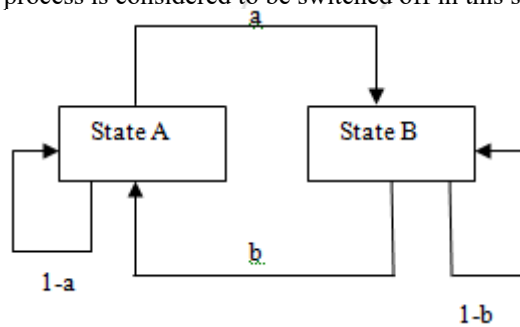 process is considered to be switched off in this s
a
State A
State B
b
1-a
1-b